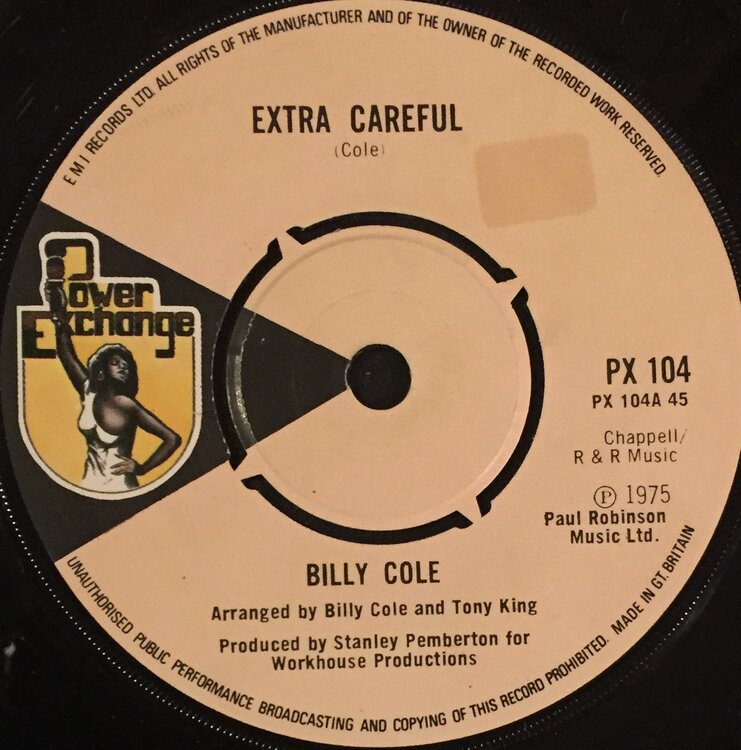 E M I RECORDS LTD. ALL RIGHTS OF THE MANUFACTURER AND OF THE OWNER OF THE RECORDED WORK RESERVED.
EXTRA CAREFUL
(Cole)
Power
Exchange
PX 104
PX 104A 45
Chappell/
R & R Music
Ⓟ 1975
Paul Robinson
Music Ltd.
BILLY COLE
Arranged by Billy Cole and Tony King
Produced by Stanley Pemberton for
Workhouse Productions
UNAUTHORISED PUBLIC PERFORMANCE BROADCASTING AND COPYING OF THIS RECORD PROHIBITED. MADE IN GT. BRITAIN